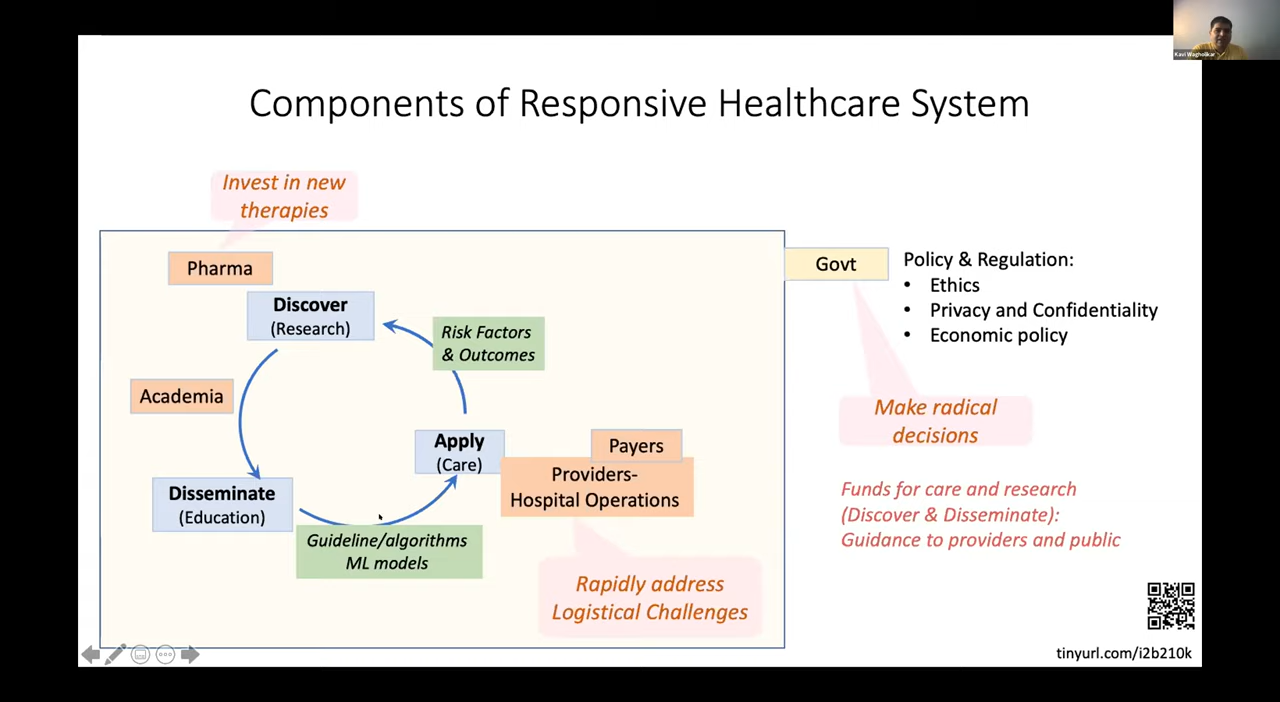 Kavi Wagholikar
Components of Responsive Healthcare System
Invest in new
therapies
Pharma
Discover
(Research)
Risk Factors
& Outcomes
Academia
Apply
(Care)
Payers
Providers-
Hospital Operations
Disseminate
(Education)
Guideline/algorithms
ML models
Rapidly address
Logistical Challenges
Govt
Policy & Regulation:
• Ethics
• Privacy and Confidentiality
• Economic policy
Make radical
decisions
Funds for care and research
(Discover & Disseminate):
Guidance to providers and public
tinyurl.com/i2b210k